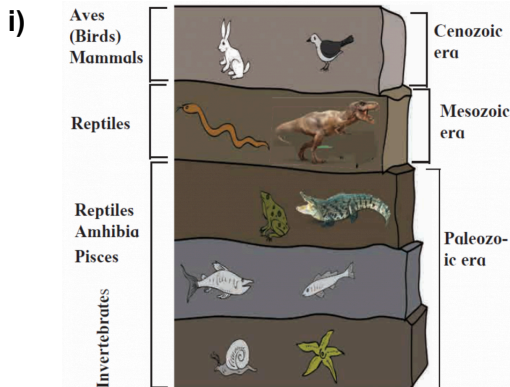 i)
Aves
(Birds)
Mammals
Cenozoic
era
Reptiles
Mesozoic
era
Reptiles
Amhibia
Pisces
Paleozo-
ic era
Invertebrates